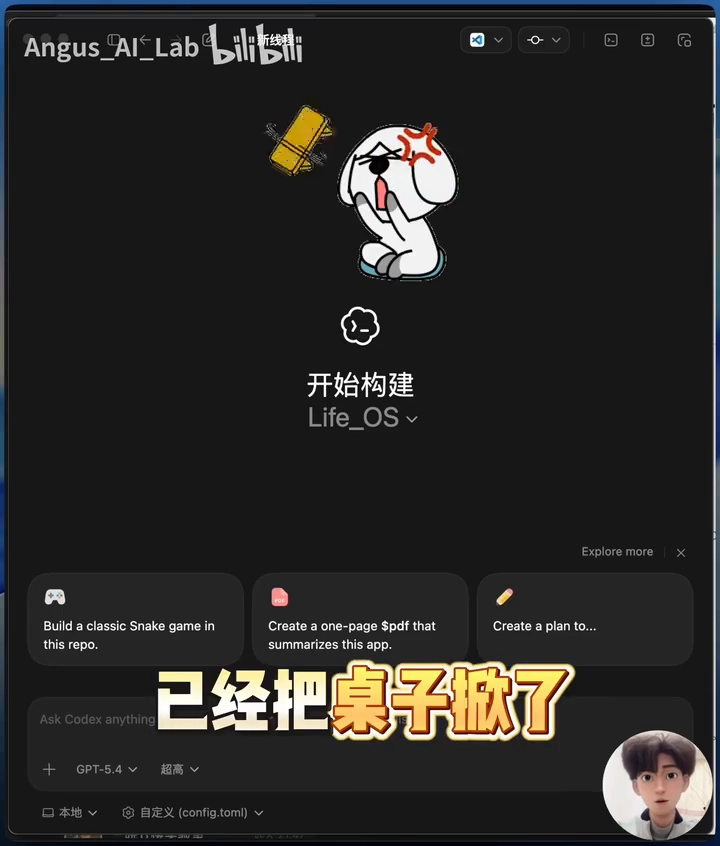 Angus_AI_Lab bilibili
新线程
开始构建
Life_OS
Explore more
Build a classic Snake game in
this repo.
PDF
Create a one-page $pdf that
summarizes this app.
Create a plan to...
已经把桌子掀了
Ask Codex anything
GPT-5.4
超高
本地
自定义 (config.toml)